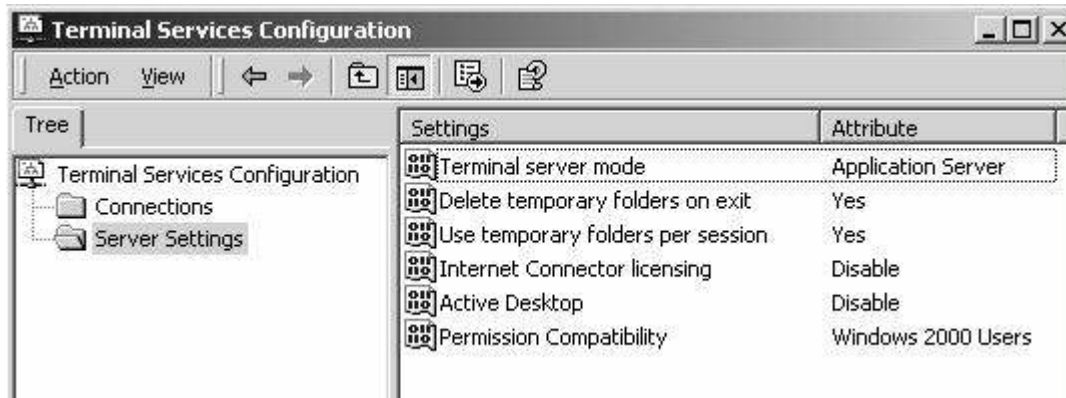 Terminal Services Configuration
Action View
Tree
Settings Attribute
Terminal Services Configuration
Connections
Server Settings
Terminal server mode Application Server
Delete temporary folders on exit Yes
Use temporary folders per session Yes
Internet Connector licensing Disable
Active Desktop Disable
Permission Compatibility Windows 2000 Users